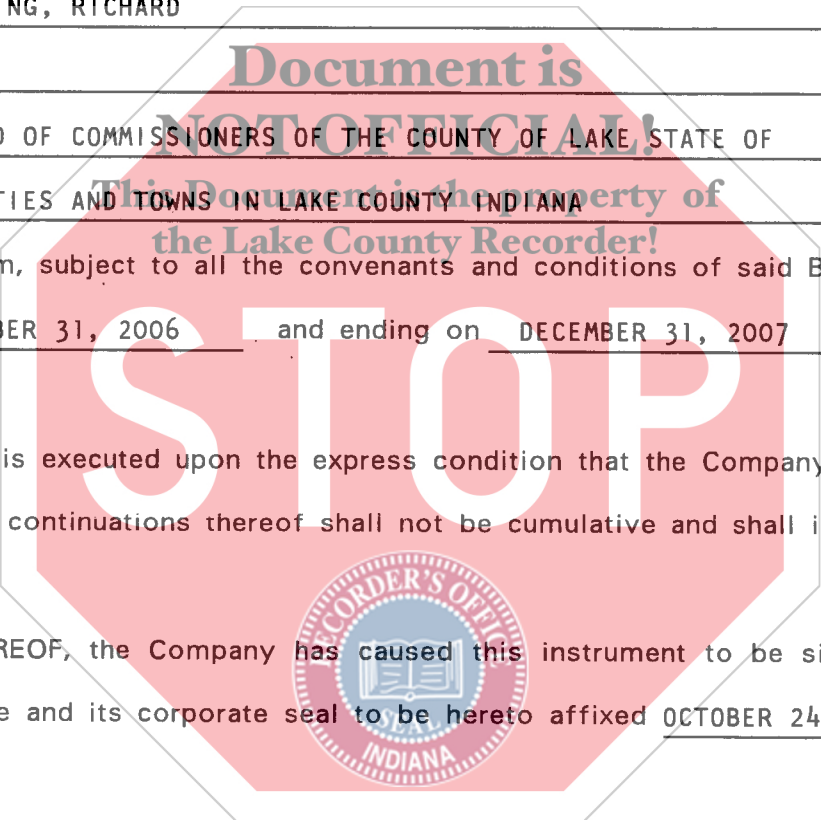 NG, RICHARD
Document is
NOT OFFICIAL!
O OF COMMISSIONERS OF THE COUNTY OF LAKE STATE OF
This Document is the property of
TIES AND TOWNS IN LAKE COUNTY INDIANA
the Lake County Recorder!
m, subject to all the convenants and conditions of said B
BER 31, 2006 and ending on DECEMBER 31, 2007
STOP
is executed upon the express condition that the Company
continuations thereof shall not be cumulative and shall i
RECORDER'S OFFICE
REOF, the Company has caused this instrument to be si
e and its corporate seal to be hereto affixed OCTOBER 24
SEAL
INDIANA